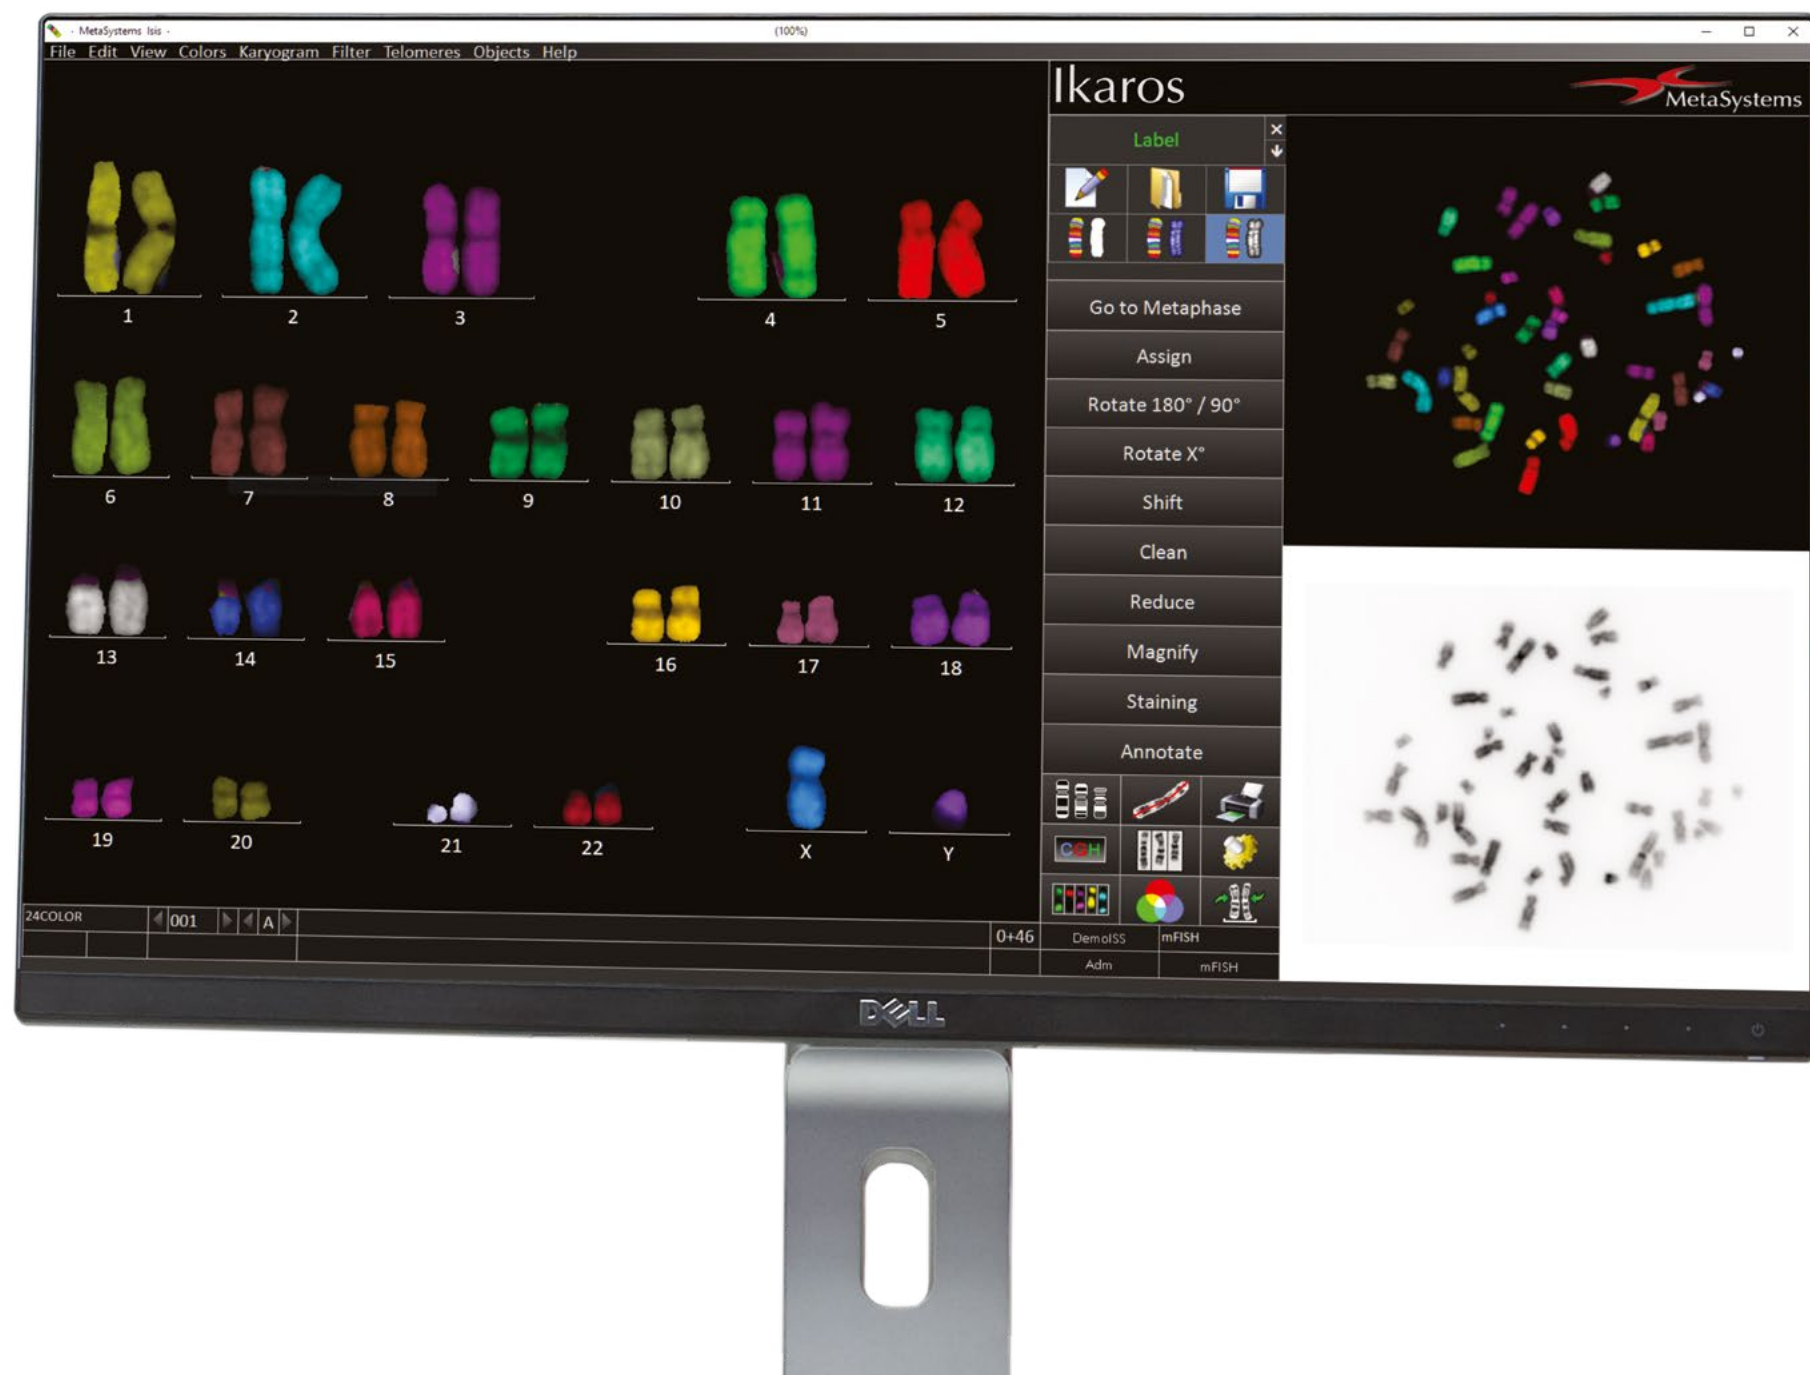 MetaSystems Isis
(100%)
File Edit View Colors Karyogram Filter Telomeres Objects Help
Ikaros
MetaSystems
Label
1 2 3 4 5
Go to Metaphase
Assign
Rotate 180° / 90°
Rotate X°
Shift
Clean
Reduce
Magnify
Staining
Annotate
6 7 8 9 10 11 12
13 14 15 16 17 18
19 20 21 22 X Y
CGH
24COLOR
001
A
0+46
DemoISS
mFISH
Adm
mFISH
DELL